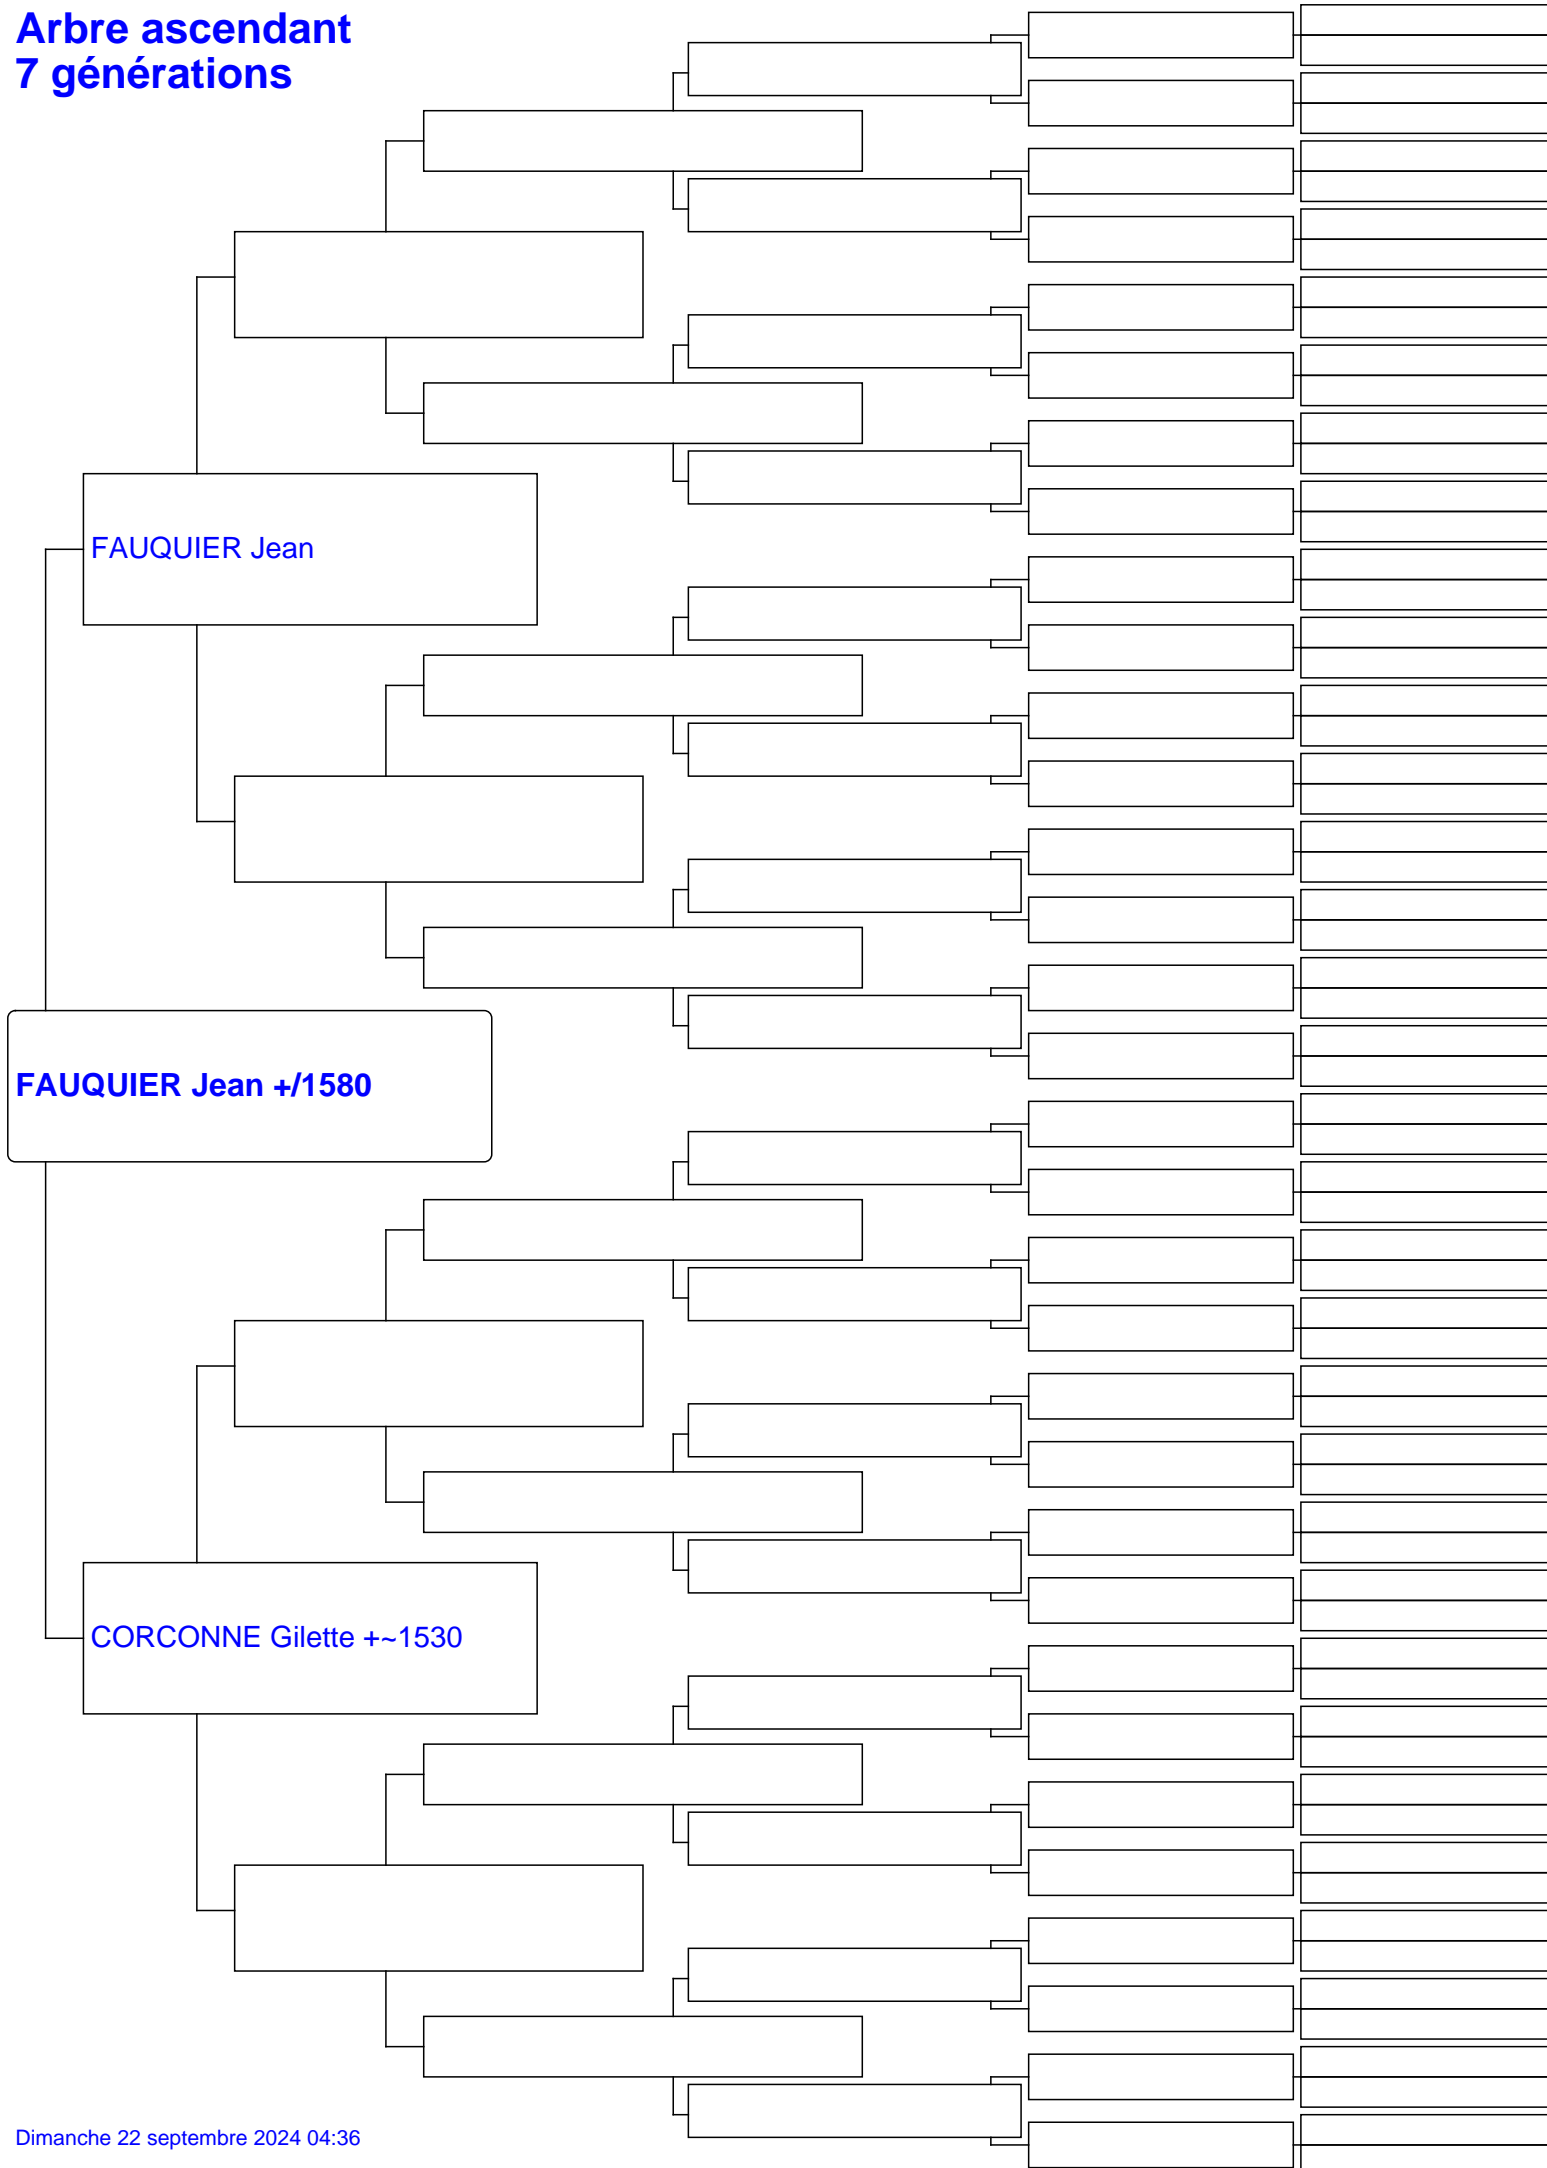 Arbre ascendant
7 générations
FAUQUIER Jean
FAUQUIER Jean +/1580
CORCONNE Gilette +~1530
Dimanche 22 septembre 2024 04:36